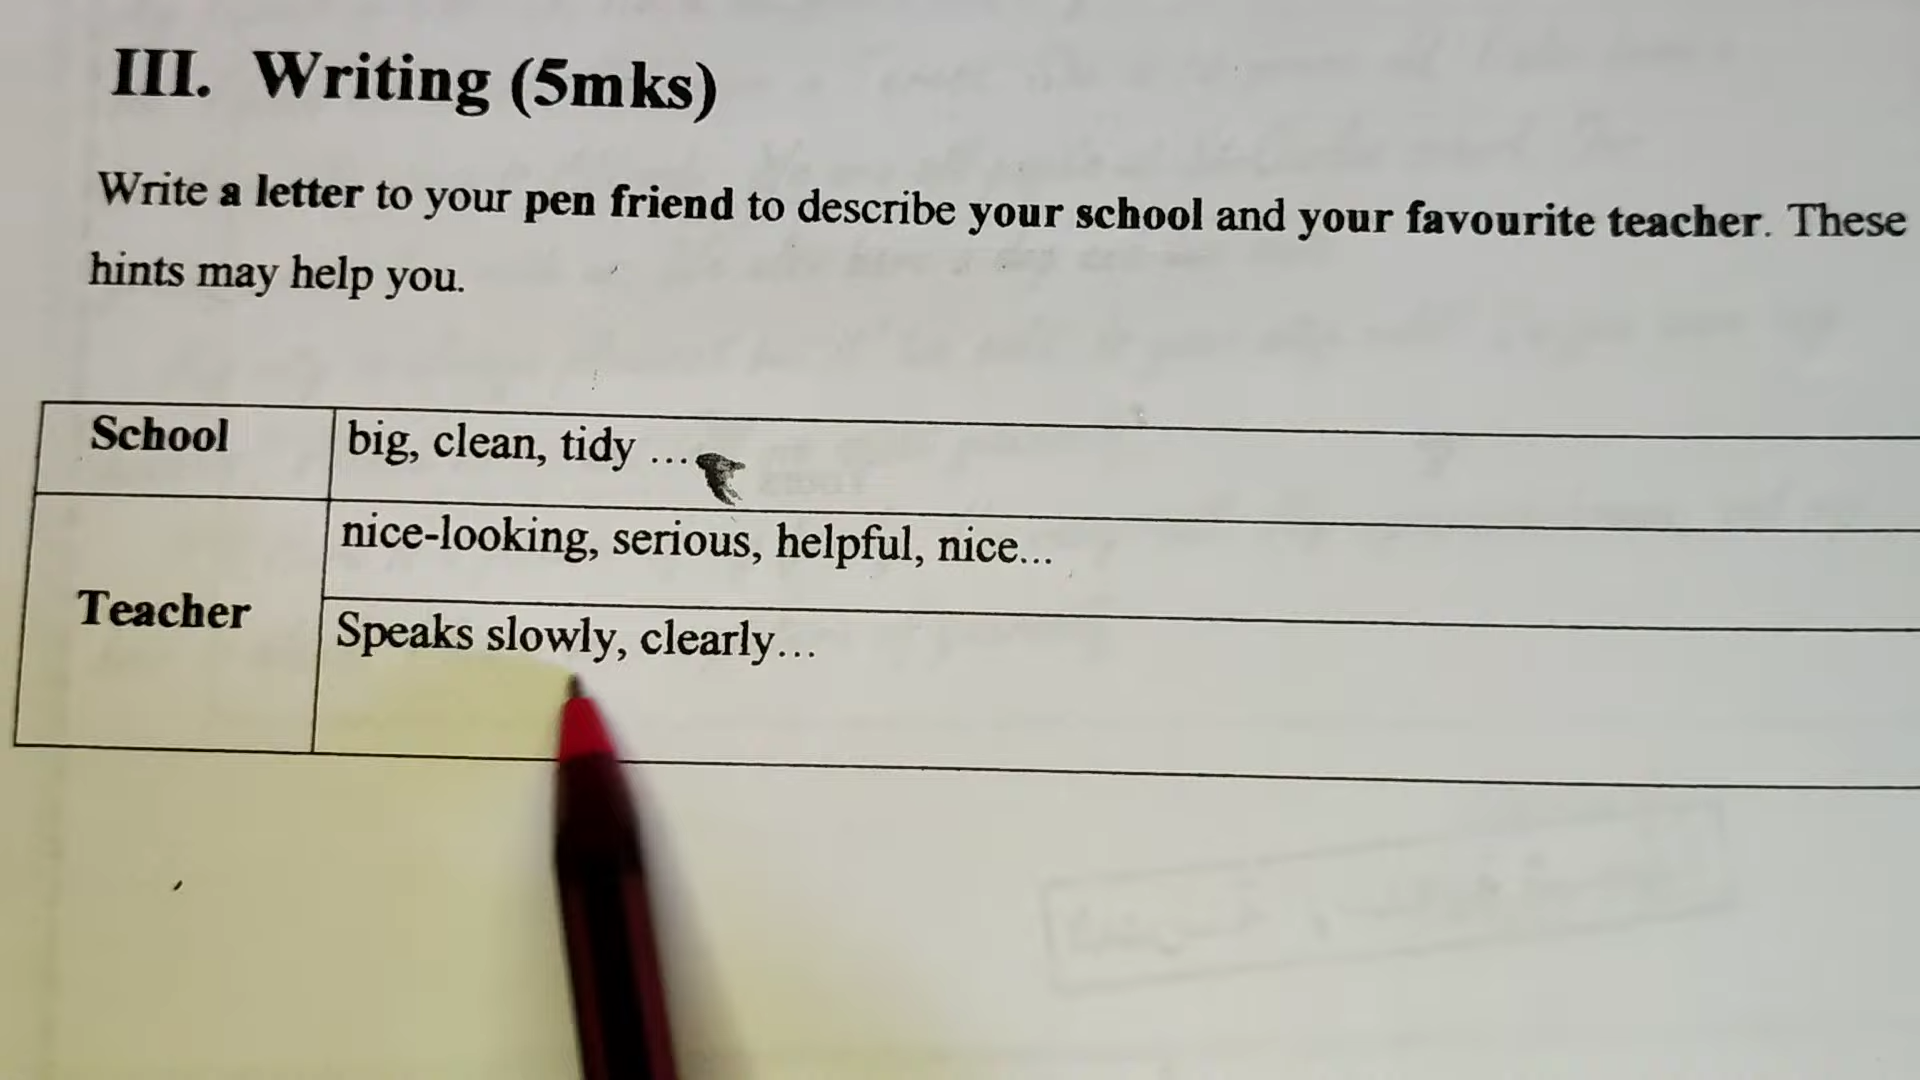 III. Writing (5mks)
Write a letter to your pen friend to describe your school and your favourite teacher. These
hints may help you.
School
big, clean, tidy ...
Teacher
nice-looking, serious, helpful, nice...
Speaks slowly, clearly...